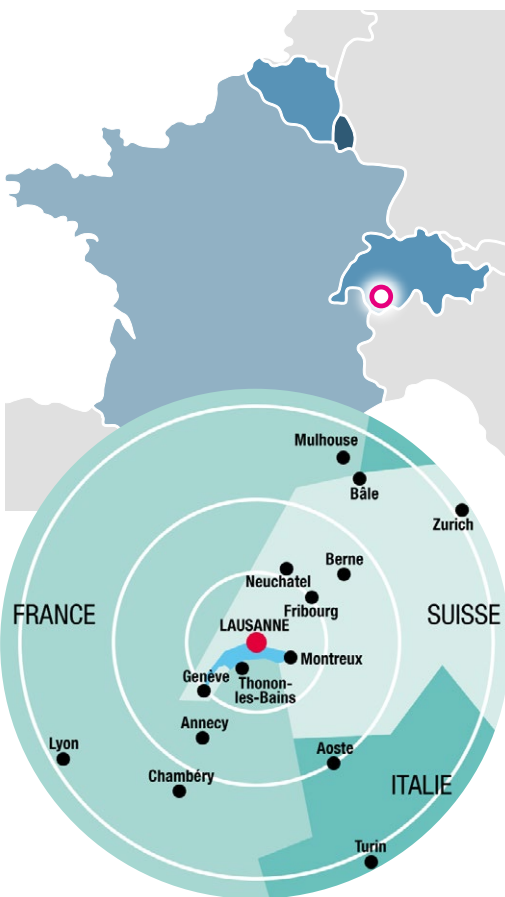 Mulhouse
Bâle
Zurich
Berne
Neuchatel
Fribourg
FRANCE
SUISSE
LAUSANNE
Montreux
Genève
Thonon-
les-Bains
Annecy
Lyon
Aoste
Chambéry
ITALIE
Turin